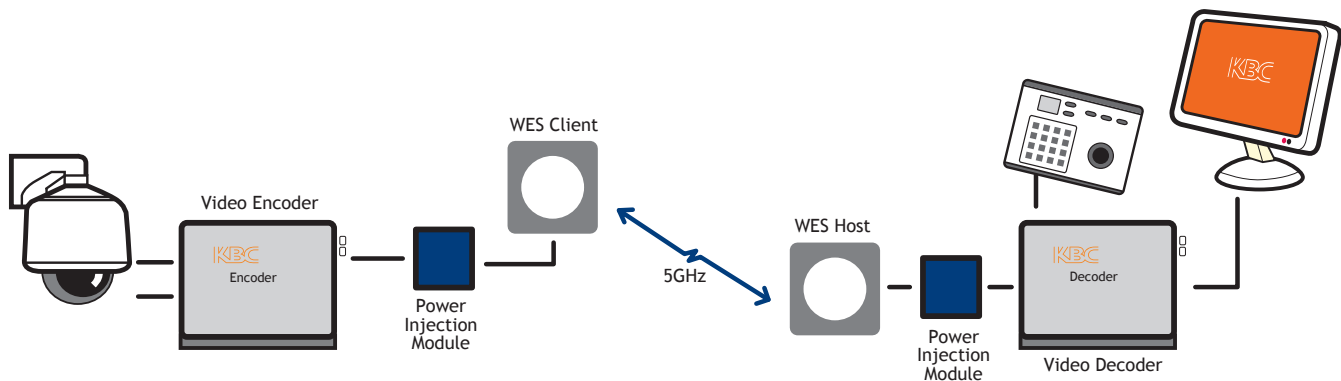 WES Client
Video Encoder
KBC
Encoder
Power
Injection
Module
5GHz
WES Host
Power
Injection
Module
KBC
Decoder
Video Decoder
KBC